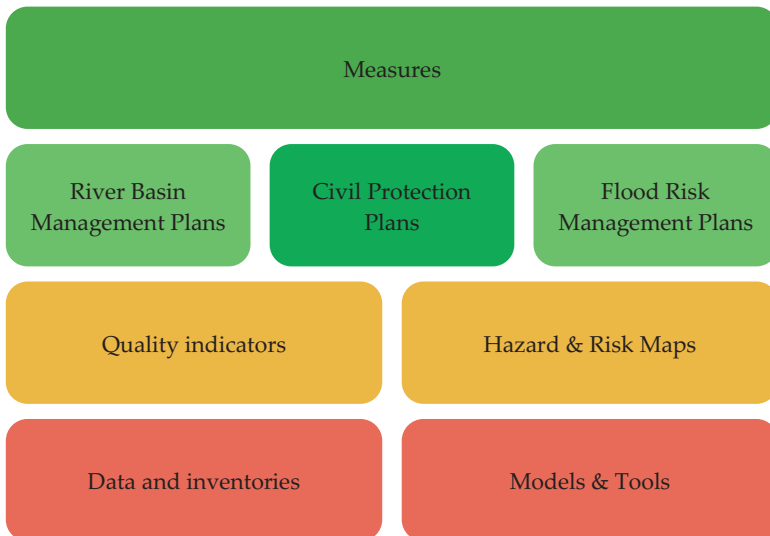 Measures
River Basin
Management Plans
Civil Protection
Plans
Flood Risk
Management Plans
Quality indicators
Hazard & Risk Maps
Data and inventories
Models & Tools